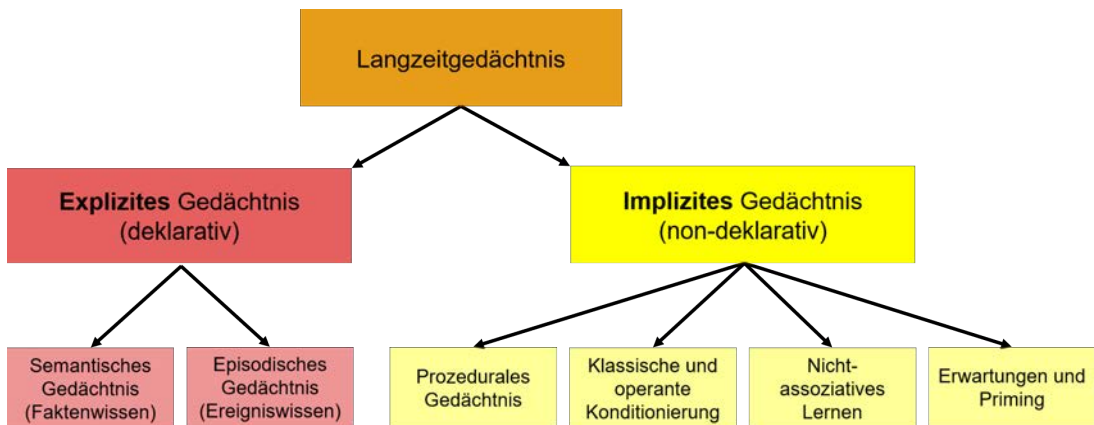 Langzeitgedächtnis
Explizites Gedächtnis
(deklarativ)
Implizites Gedächtnis
(non-deklarativ)
Semantisches
Gedächtnis
(Faktenwissen)
Episodisches
Gedächtnis
(Ereigniswissen)
Prozedurales
Gedächtnis
Klassische und
operante
Konditionierung
Nicht-
assoziatives
Lernen
Erwartungen und
Priming